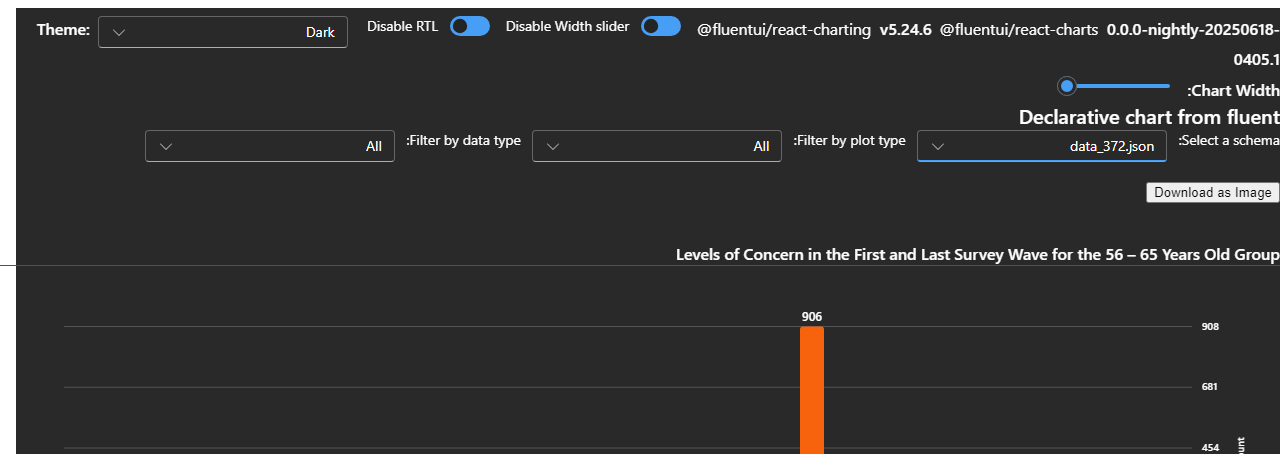 Theme: Dark Disable RTL Disable Width slider @fluentui/react-charting v5.24.6 @fluentui/react-charts 0.0.0-nightly-20250618-
0405.1
:Chart Width
Declarative chart from fluent
All :Filter by data type All :Filter by plot type data_372.json :Select a schema
Download as Image
Levels of Concern in the First and Last Survey Wave for the 56 – 65 Years Old Group
906
908
681
454